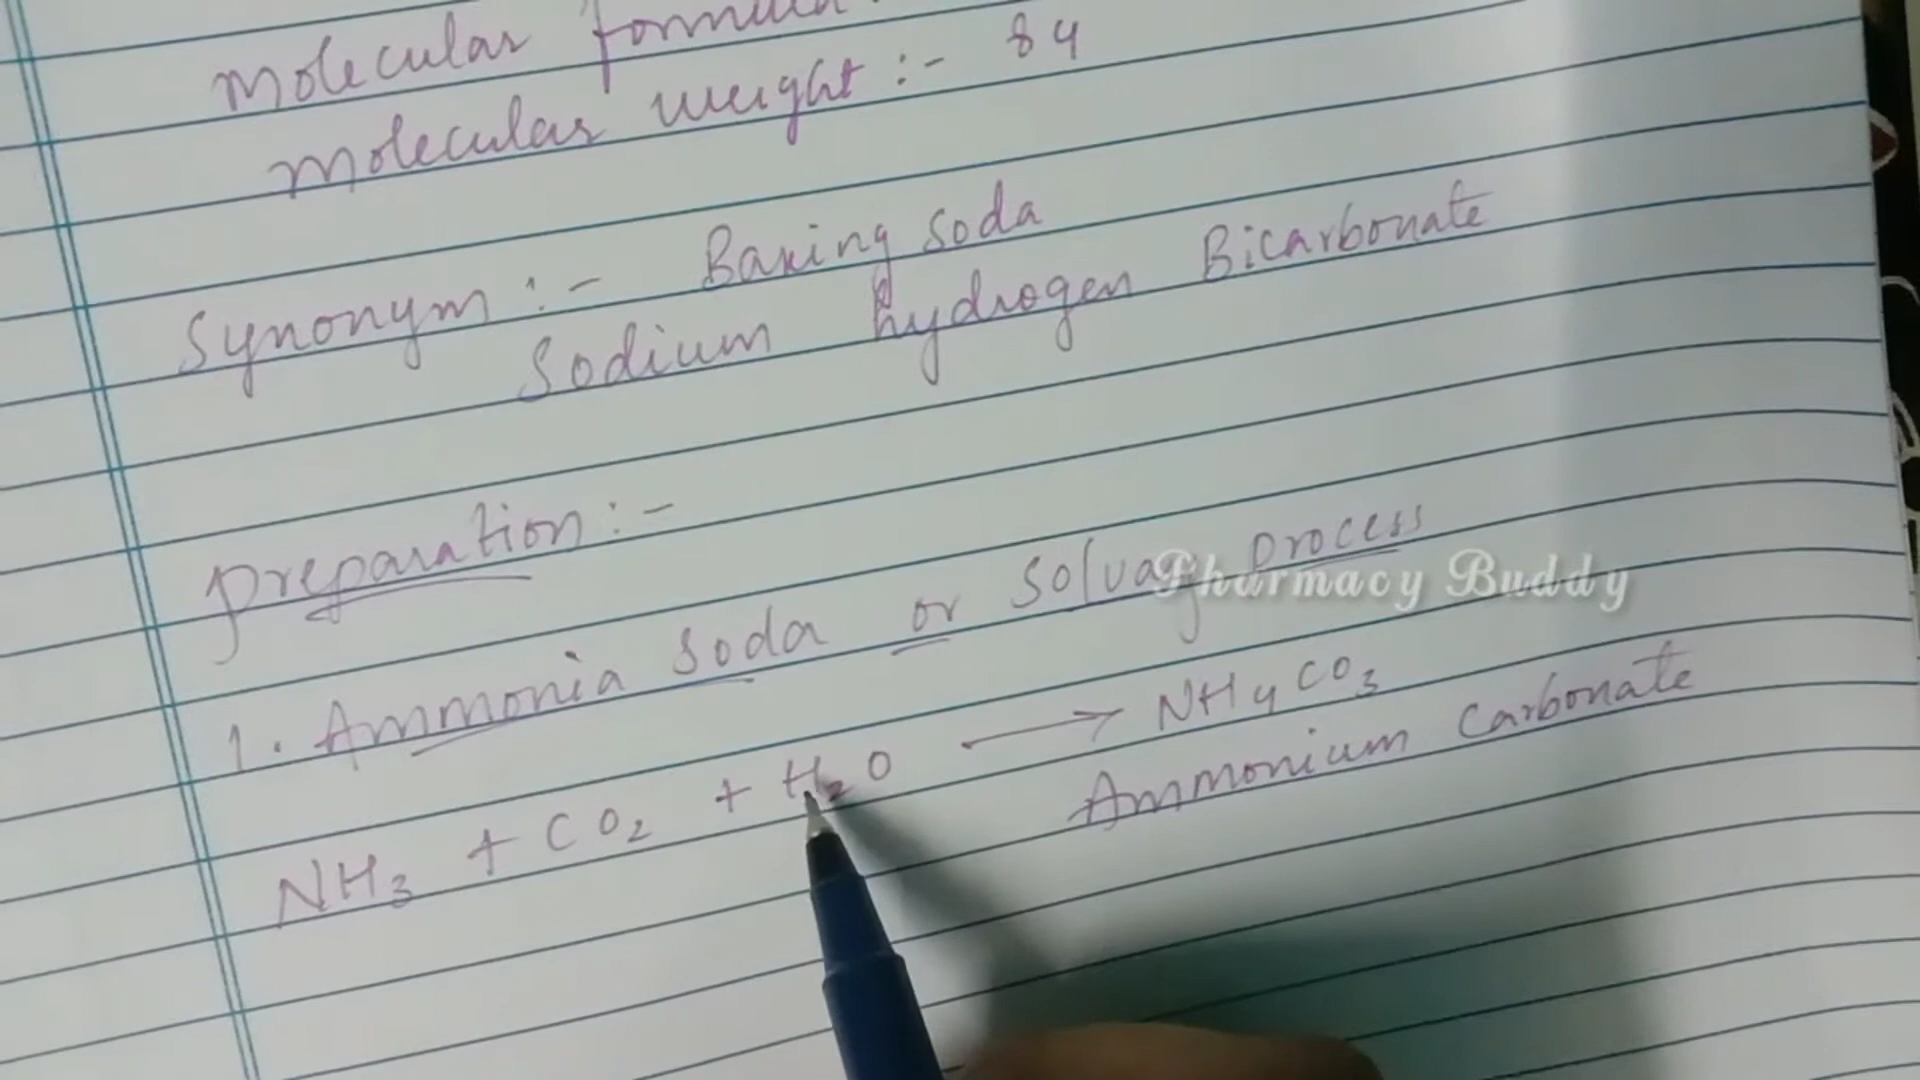 Molecular formula
Molecular weight :- 84
Synonym :- Baking soda
Sodium hydrogen Bicarbonate
Preparation :-
1. Ammonia soda or solvay process
Pharmacy Buddy
NH3 + CO2 + H2O → NH4CO3
Ammonium Carbonate